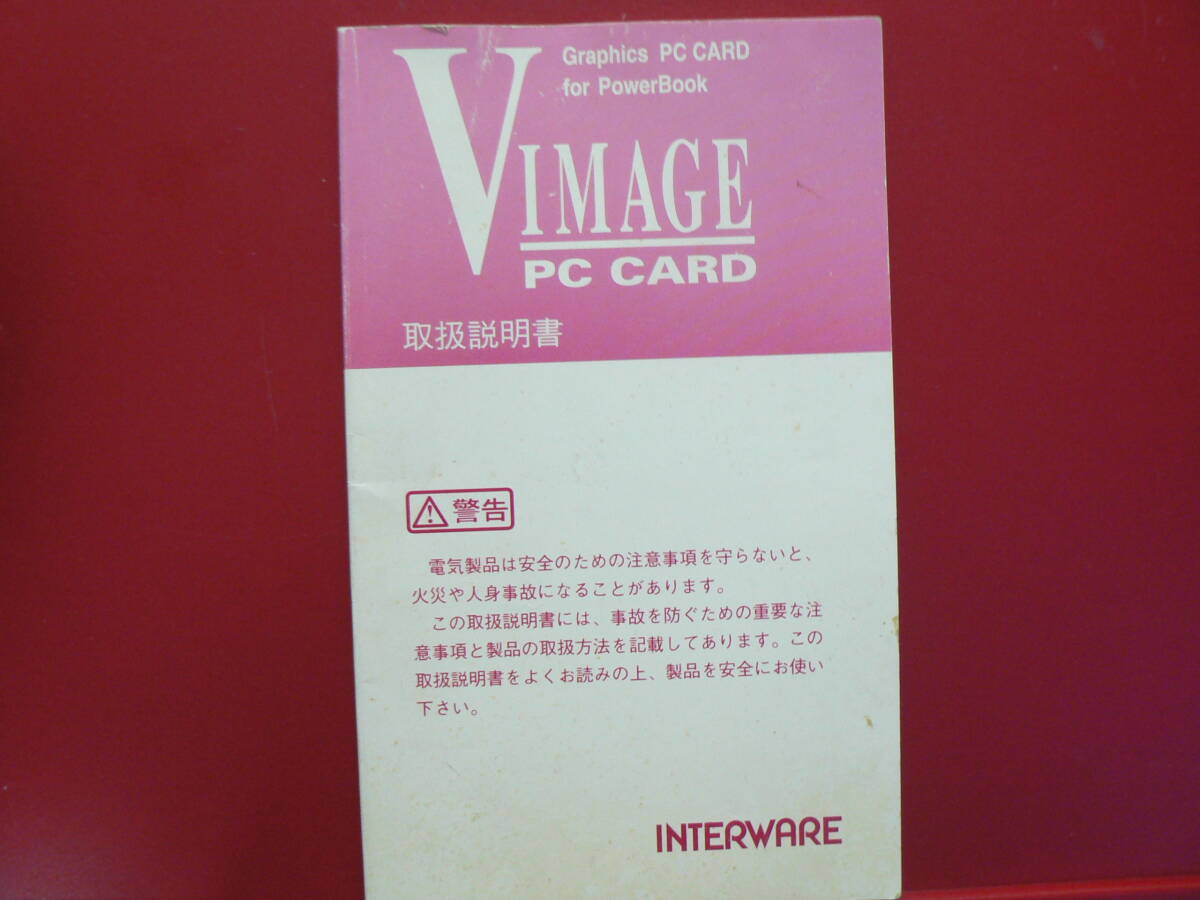 Graphics PC CARD
for PowerBook
VIMAGE
PC CARD
取扱説明書
警告
電気製品は安全のための注意事項を守らないと、
火災や人身事故になることがあります。
この取扱説明書には、事故を防ぐための重要な注
意事項と製品の取扱方法を記載してあります。この
取扱説明書をよくお読みの上、製品を安全にお使い
下さい。
INTERWARE